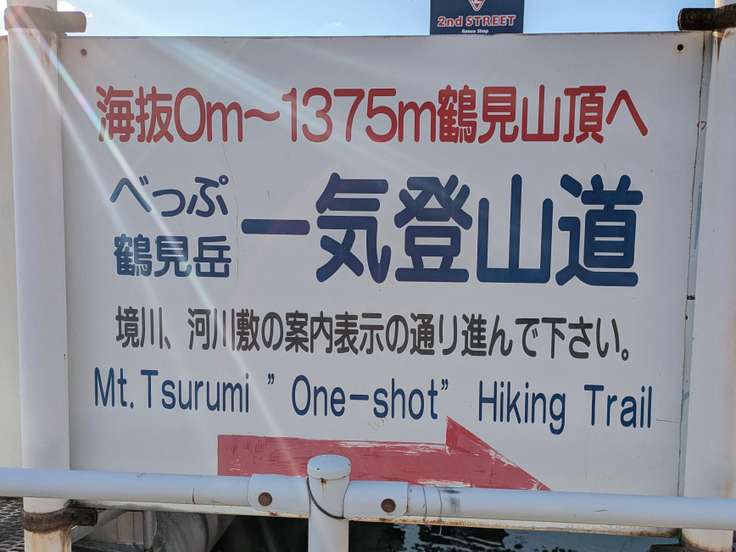 2nd STREET
Reuse Shop
海抜0m～1375m鶴見山頂へ
べっぷ
鶴見岳
一気登山道
境川、河川敷の案内表示の通り進んで下さい。
Mt. Tsurumi ” One-shot” Hiking Trail